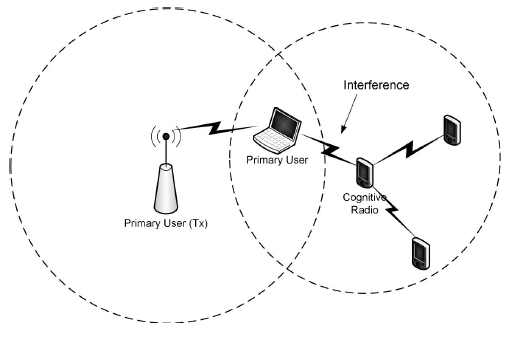 Interference
Primary User
Cognitive
Radio
Primary User (Tx)